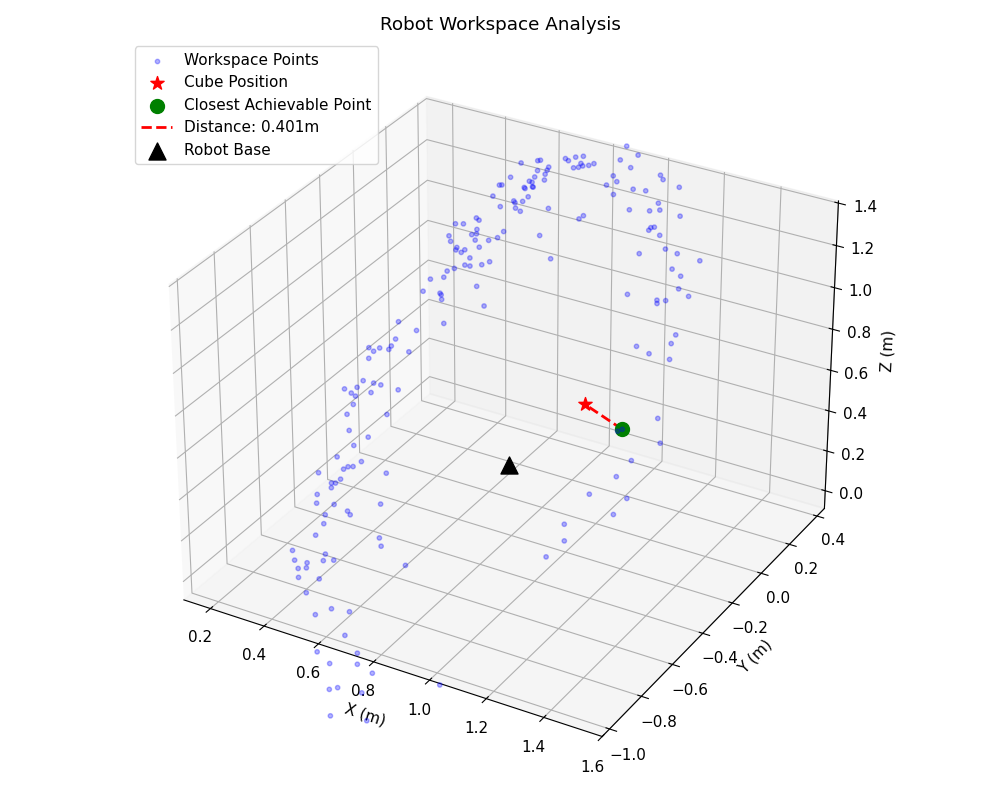 Robot Workspace Analysis
Workspace Points
Cube Position
Closest Achievable Point
Distance: 0.401m
Robot Base
1.4
1.2
1.0
0.8
0.6
0.4
0.2
0.0
Z (m)
0.4
0.2
0.0
−0.2
−0.4
−0.6
−0.8
−1.0
Y (m)
0.2
0.4
0.6
0.8
1.0
1.2
1.4
1.6
X (m)